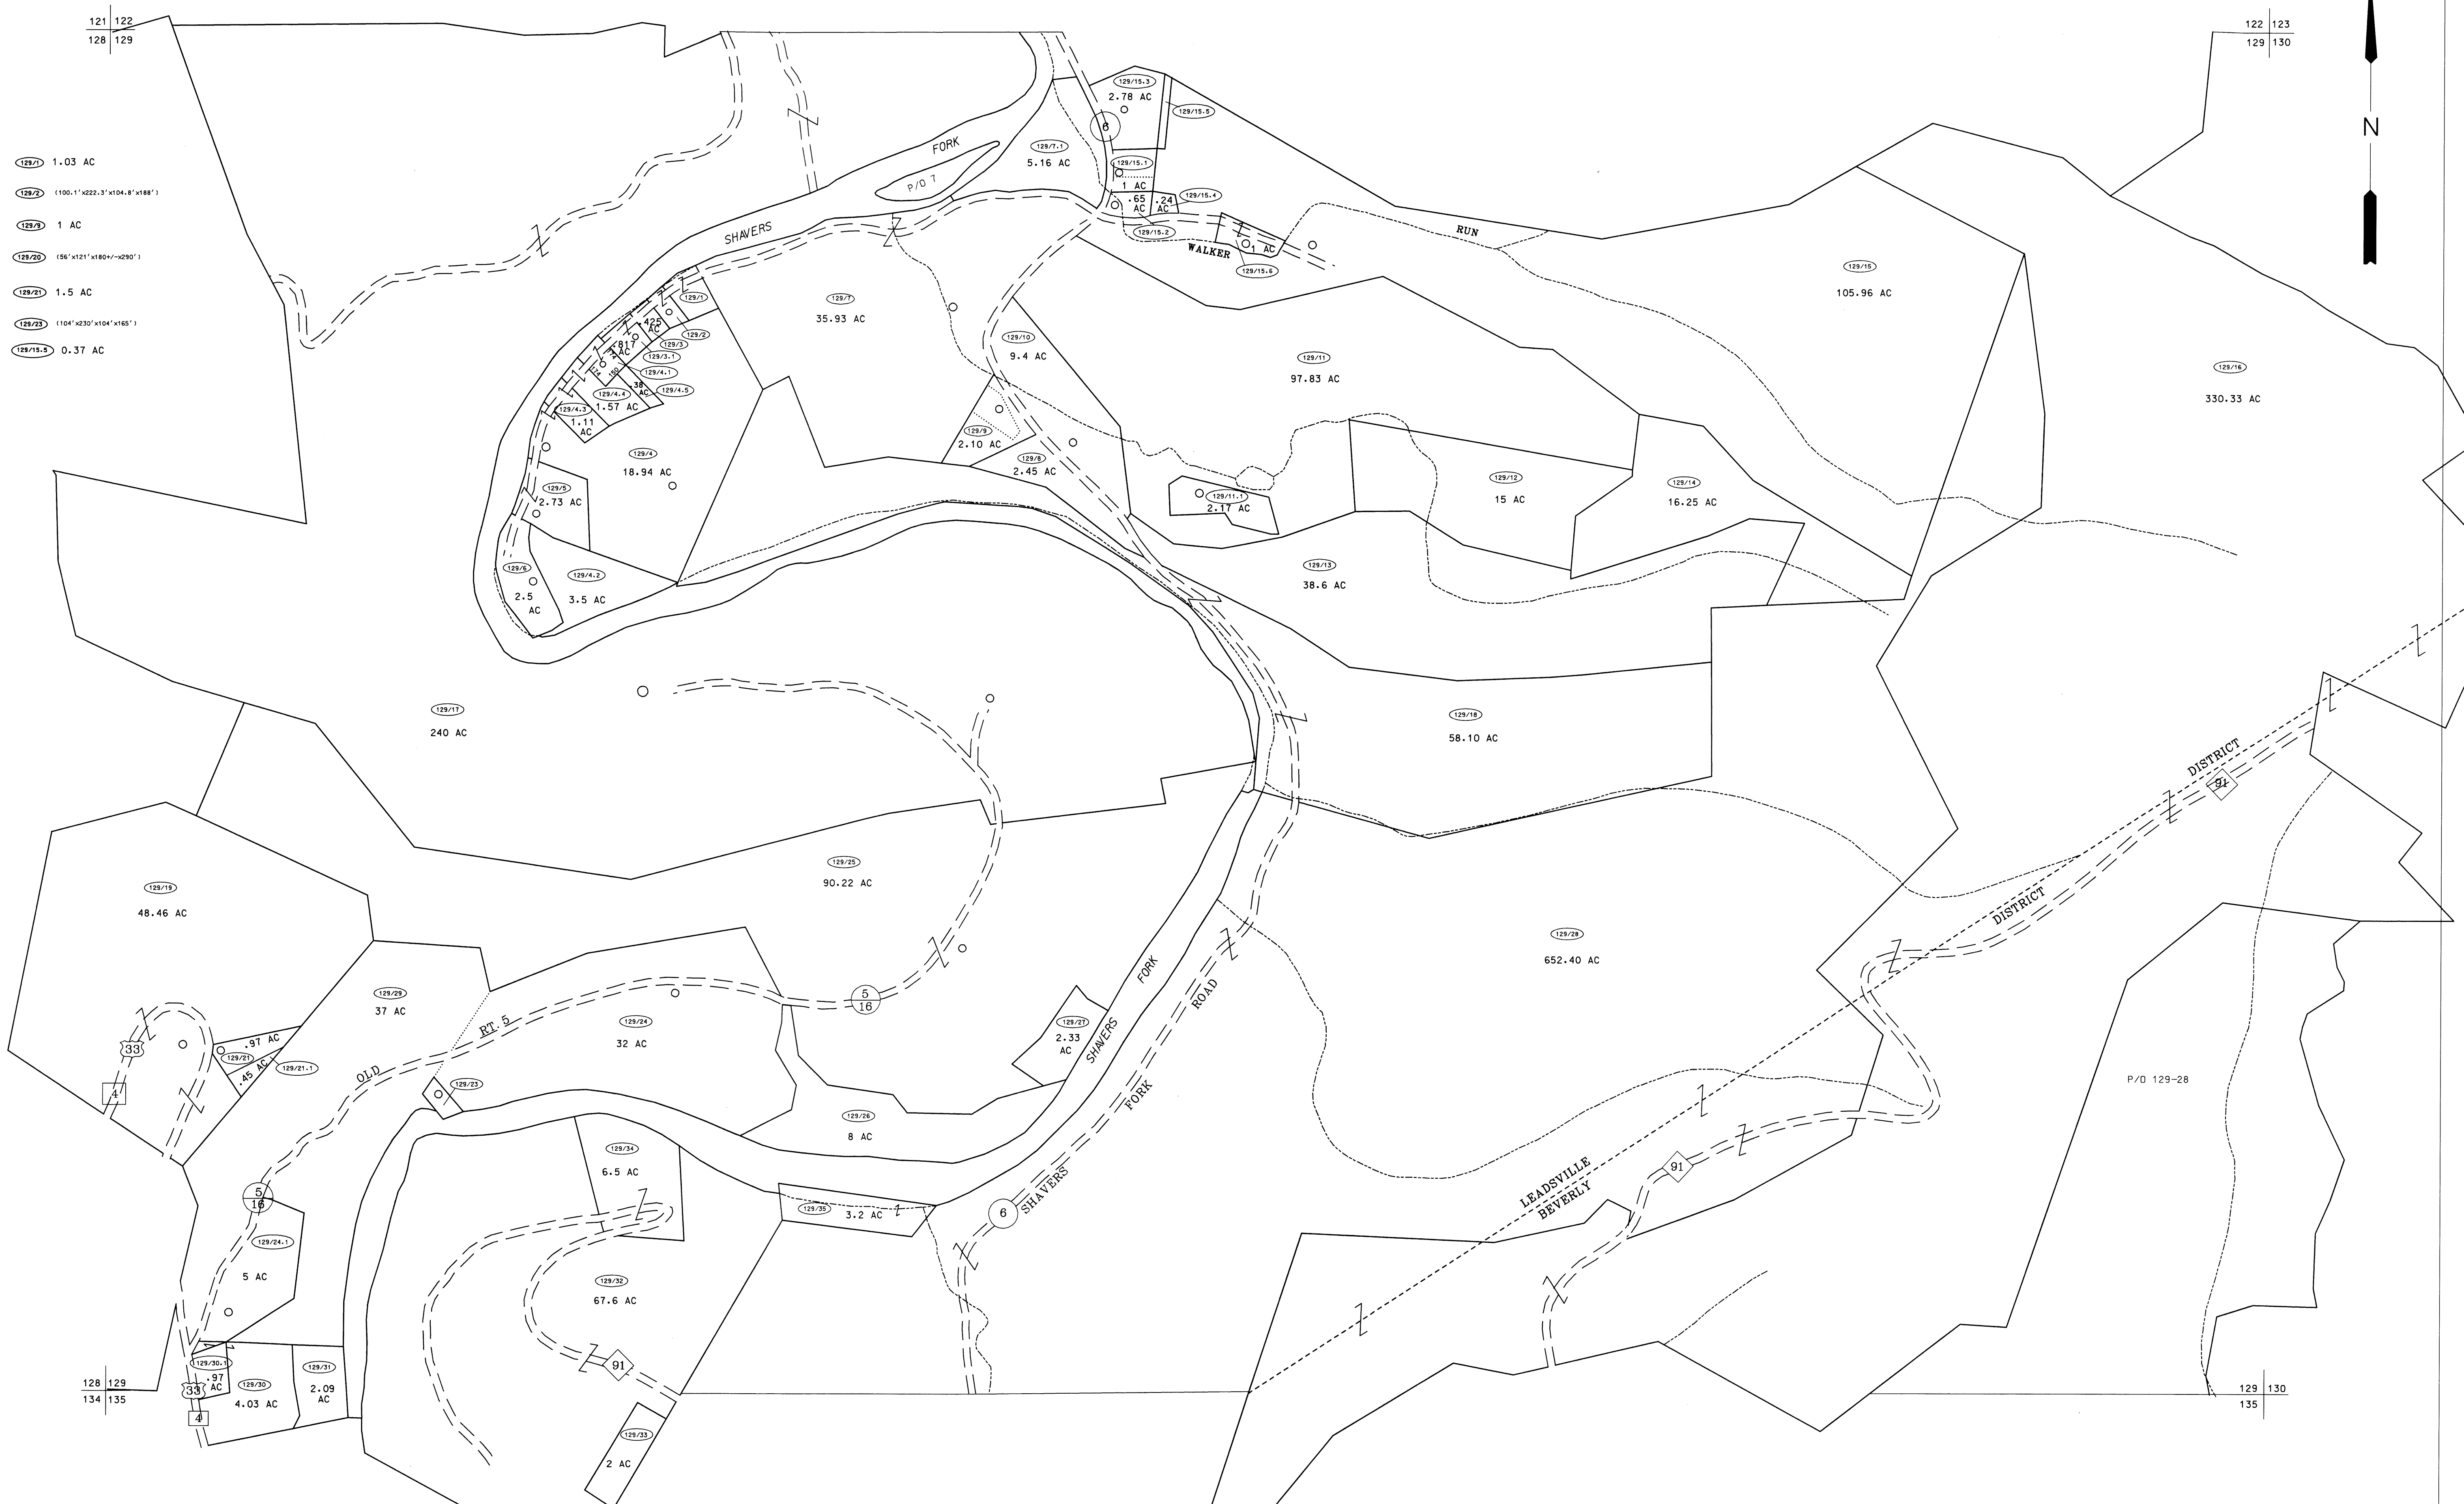 121 122
128 129
122 123
129 130
N
129/1 1.03 AC
129/2 (100.1'x222.3'x104.8'x188')
129/9 1 AC
129/20 (56'x121'x180+/-x290')
129/21 1.5 AC
129/23 (104'x230'x104'x165')
129/15.5 0.37 AC
129/15.3
2.78 AC
129/15.5
6
FORK
P/O 7
129/7.1
5.16 AC
129/15.1
1 AC
129/15.4
.65
AC
.24
AC
129/15.2
SHAVERS
WALKER
RUN
1 AC
129/15.6
129/15
105.96 AC
129/1
129/2
.425
AC
129/3
.817
AC
129/3.1
129/4.1
174
150
.38
AC
129/4.5
129/4.4
1.57 AC
129/4.3
1.11
AC
129/7
35.93 AC
129/10
9.4 AC
129/11
97.83 AC
129/16
330.33 AC
129/9
2.10 AC
129/8
2.45 AC
129/4
18.94 AC
129/5
2.73 AC
129/11.1
2.17 AC
129/12
15 AC
129/14
16.25 AC
129/6
2.5
AC
129/4.2
3.5 AC
129/13
38.6 AC
129/17
240 AC
129/18
58.10 AC
DISTRICT
91
DISTRICT
129/19
48.46 AC
129/25
90.22 AC
129/28
652.40 AC
129/29
37 AC
5
16
FORK
ROAD
RT. 5
129/24
32 AC
129/27
2.33
AC
SHAVERS
33
.97 AC
129/21
.45 AC
129/21.1
4
OLD
129/23
FORK
P/O 129-28
129/26
8 AC
129/34
6.5 AC
LEADSVILLE
BEVERLY
91
5
16
129/35
3.2 AC
6
SHAVERS
129/24.1
5 AC
129/32
67.6 AC
91
129/30.1
.97
AC
129/31
2.09
AC
128 129
134 135
33
129/30
4.03 AC
4
129/33
2 AC
129 130
135